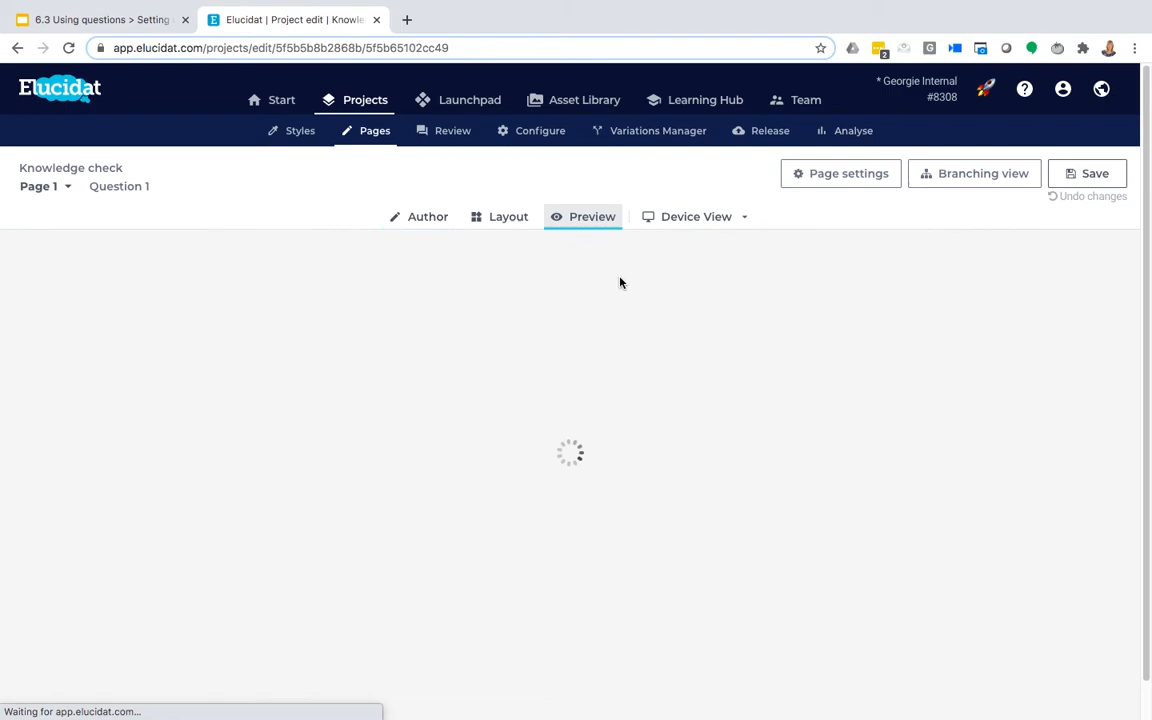 6.3 Using questions > Setting
Elucidat | Project edit | Knowle
app.elucidat.com/projects/edit/5f5b5b8b2868b/5f5b65102cc49
2
G
Elucidat
Start
Projects
Launchpad
Asset Library
Learning Hub
Team
* Georgie Internal
#8308
Styles
Pages
Review
Configure
Variations Manager
Release
Analyse
Knowledge check
Page 1
Question 1
Page settings
Branching view
Save
Undo changes
Author
Layout
Preview
Device View
Waiting for app.elucidat.com...